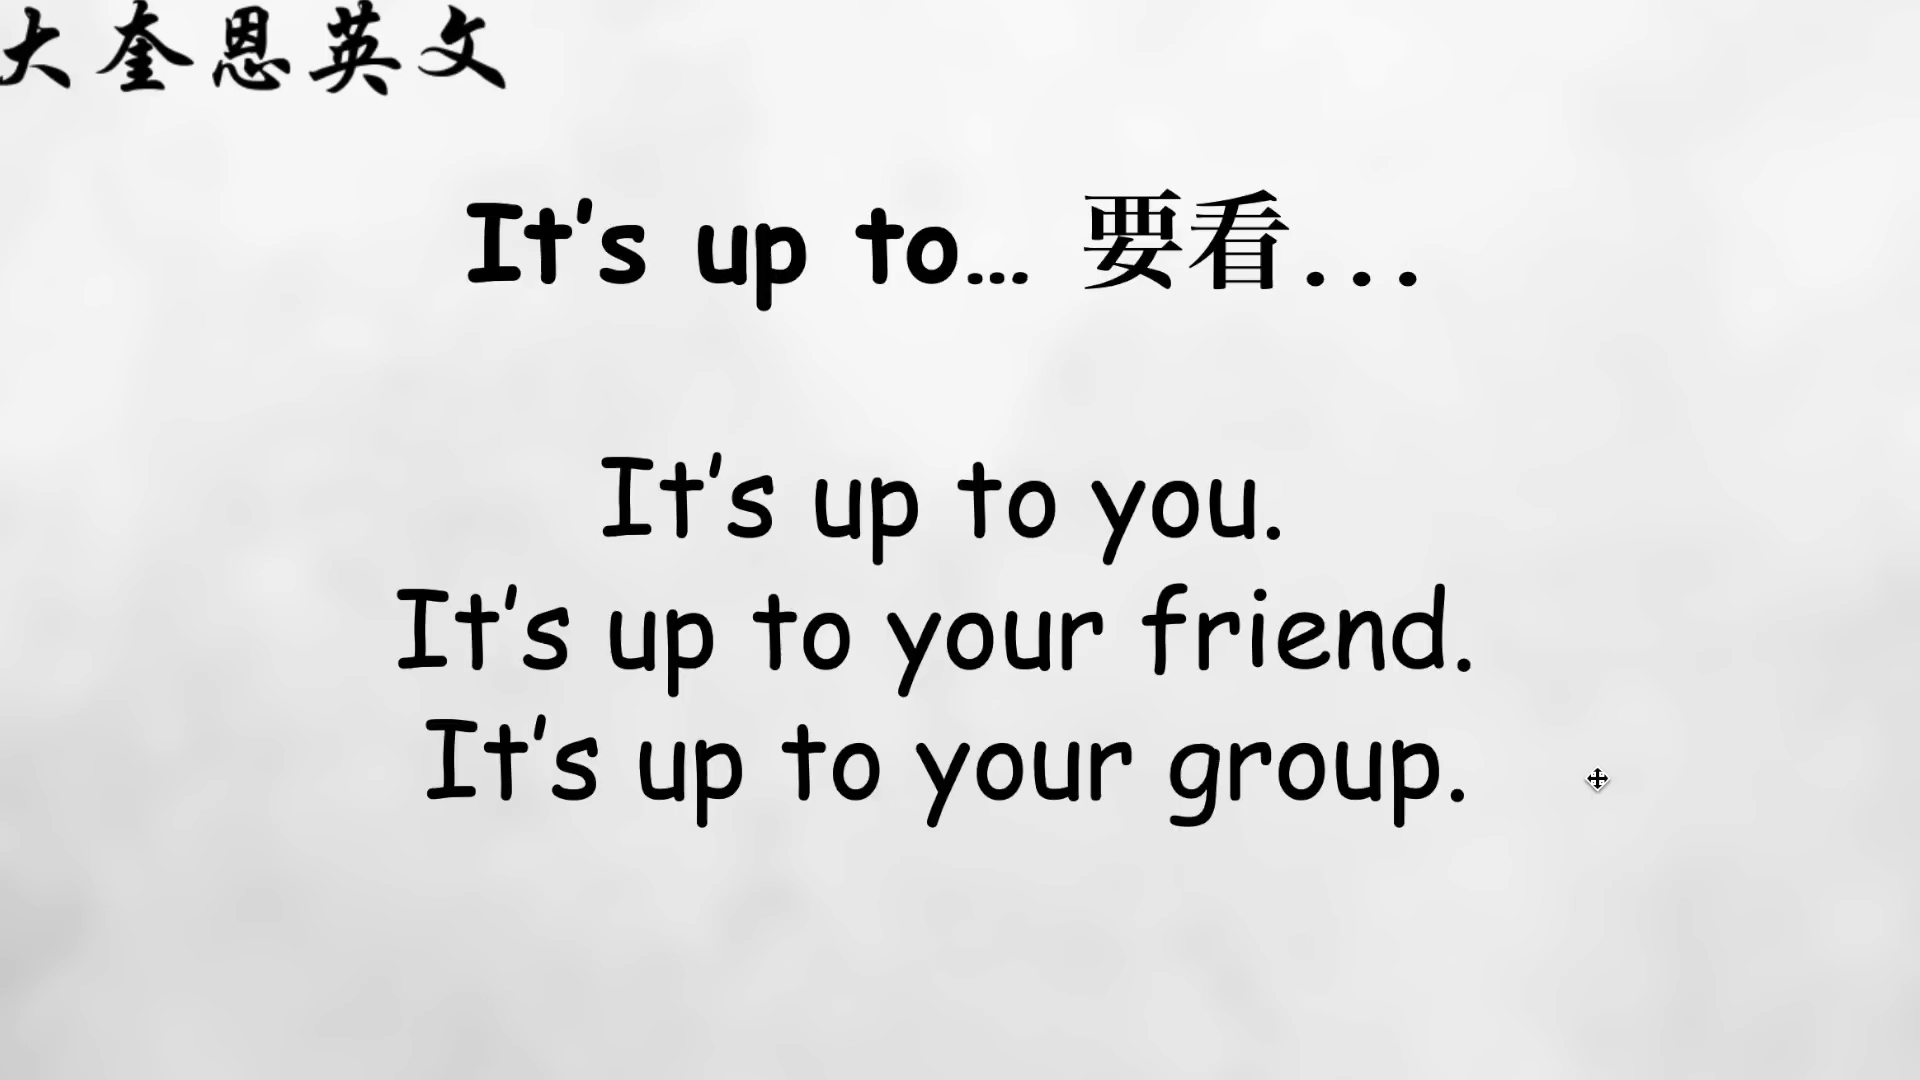 大奎恩英文
It's up to... 要看...
It's up to you.
It's up to your friend.
It's up to your group.